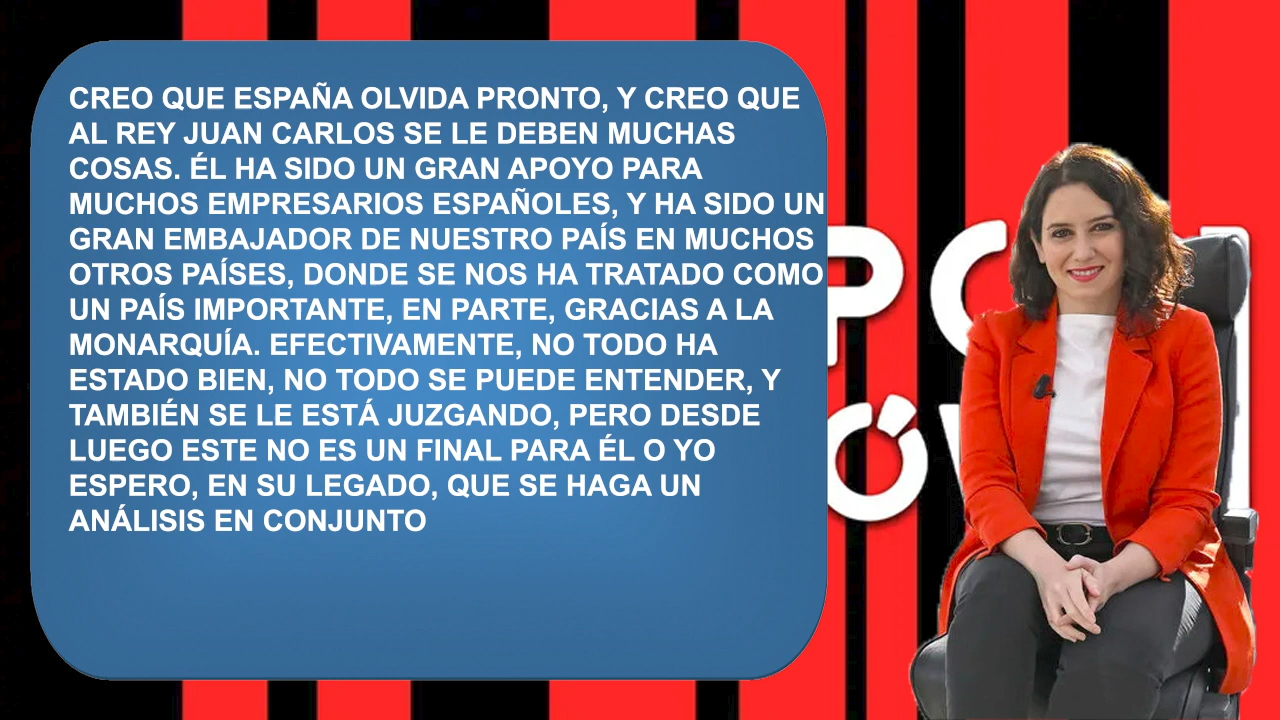 CREO QUE ESPAÑA OLVIDA PRONTO, Y CREO QUE
AL REY JUAN CARLOS SE LE DEBEN MUCHAS
COSAS. ÉL HA SIDO UN GRAN APOYO PARA
MUCHOS EMPRESARIOS ESPAÑOLES, Y HA SIDO UN
GRAN EMBAJADOR DE NUESTRO PAÍS EN MUCHOS
OTROS PAÍSES, DONDE SE NOS HA TRATADO COMO
UN PAÍS IMPORTANTE, EN PARTE, GRACIAS A LA
MONARQUÍA. EFECTIVAMENTE, NO TODO HA
ESTADO BIEN, NO TODO SE PUEDE ENTENDER, Y
TAMBIÉN SE LE ESTÁ JUZGANDO, PERO DESDE
LUEGO ESTE NO ES UN FINAL PARA ÉL O YO
ESPERO, EN SU LEGADO, QUE SE HAGA UN
ANÁLISIS EN CONJUNTO